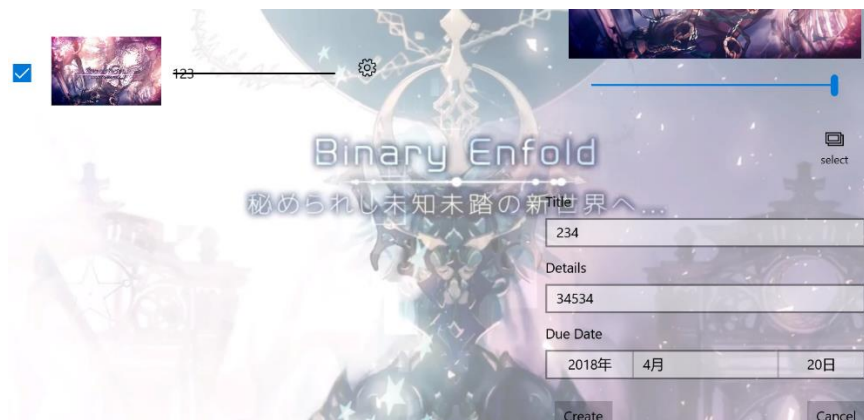 123
Binary Enfold
秘められし未知未踏の新世界へ...
select
Title
234
Details
34534
Due Date
2018年 4月 20日
Create Cancel